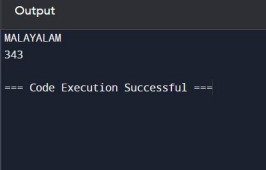 Output
MALAYALAM
343
=== Code Execution Successful ===